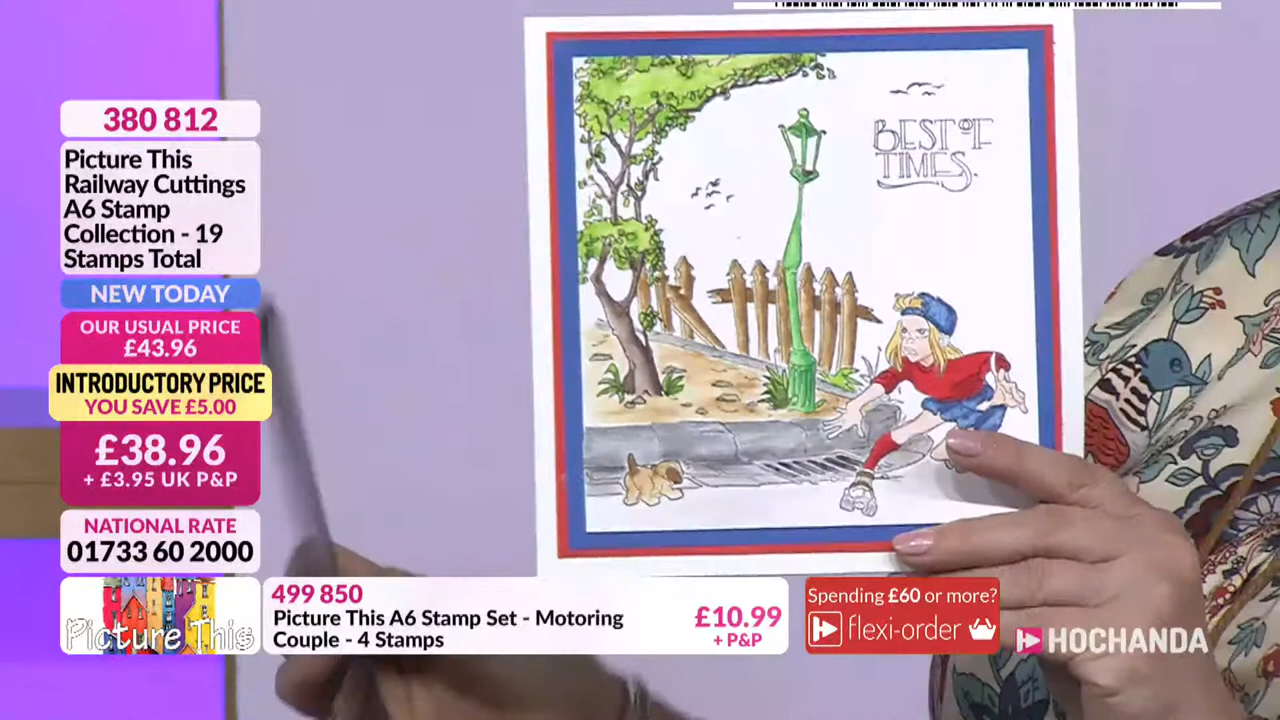 380 812
Picture This
Railway Cuttings
A6 Stamp
Collection - 19
Stamps Total
NEW TODAY
OUR USUAL PRICE
£43.96
INTRODUCTORY PRICE
YOU SAVE £5.00
£38.96
+ £3.95 UK P&P
NATIONAL RATE
01733 60 2000
Picture This
499 850
Picture This A6 Stamp Set - Motoring
Couple - 4 Stamps
£10.99
+ P&P
Spending £60 or more?
flexi-order
HOCHANDA
BEST OF
TIMES.